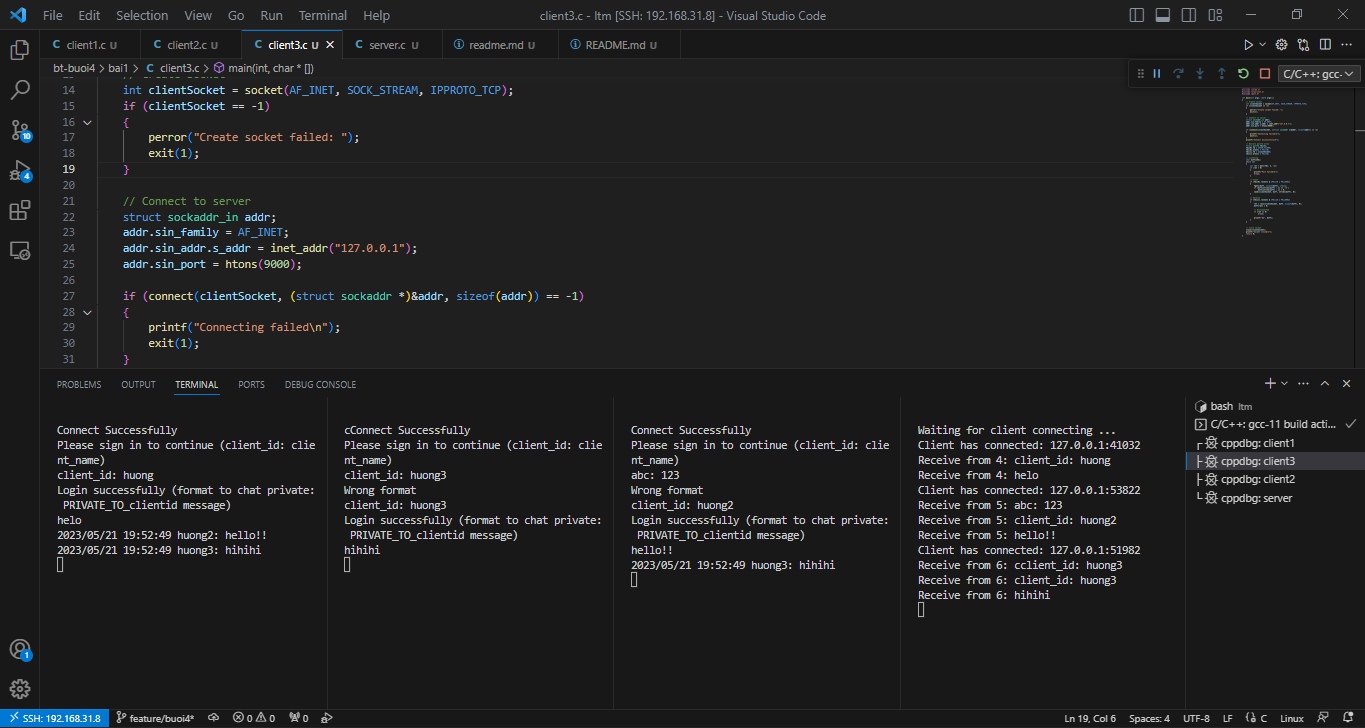 File Edit Selection View Go Run Terminal Help
client3.c - ltm [SSH: 192.168.31.8] - Visual Studio Code
client1.c U
client2.c U
client3.c U
server.c U
readme.md U
README.md U
bt-buoi4 > bai1 > C client3.c > main(int, char * [])
C/C++: gcc-
14 int clientSocket = socket(AF_INET, SOCK_STREAM, IPPROTO_TCP);
15 if (clientSocket == -1)
16 {
17 perror("Create socket failed: ");
18 exit(1);
19 }
20
21 // Connect to server
22 struct sockaddr_in addr;
23 addr.sin_family = AF_INET;
24 addr.sin_addr.s_addr = inet_addr("127.0.0.1");
25 addr.sin_port = htons(9000);
26
27 if (connect(clientSocket, (struct sockaddr *)&addr, sizeof(addr)) == -1)
28 {
29 printf("Connecting failed\n");
30 exit(1);
31 }
10
4
1
PROBLEMS OUTPUT TERMINAL PORTS DEBUG CONSOLE
Connect Successfully
Please sign in to continue (client_id: clie
nt_name)
client_id: huong
Login successfully (format to chat private:
PRIVATE_TO_clientid message)
helo
2023/05/21 19:52:49 huong2: hello!!
2023/05/21 19:52:49 huong3: hihihi
cConnect Successfully
Please sign in to continue (client_id: clie
nt_name)
client_id: huong3
Wrong format
client_id: huong3
Login successfully (format to chat private:
PRIVATE_TO_clientid message)
hihihi
Connect Successfully
Please sign in to continue (client_id: clie
nt_name)
abc: 123
Wrong format
client_id: huong2
Login successfully (format to chat private:
PRIVATE_TO_clientid message)
hello!!
2023/05/21 19:52:49 huong3: hihihi
Waiting for client connecting ...
Client has connected: 127.0.0.1:41032
Receive from 4: client_id: huong
Receive from 4: helo
Client has connected: 127.0.0.1:53822
Receive from 5: abc: 123
Receive from 5: client_id: huong2
Receive from 5: hello!!
Client has connected: 127.0.0.1:51982
Receive from 6: cclient_id: huong3
Receive from 6: client_id: huong3
Receive from 6: hihihi
bash ltm
C/C++: gcc-11 build acti...
cppdbg: client1
cppdbg: client3
cppdbg: client2
cppdbg: server
SSH: 192.168.31.8 feature/buoi4* 0 0 0
Ln 19, Col 6 Spaces: 4 UTF-8 LF C Linux